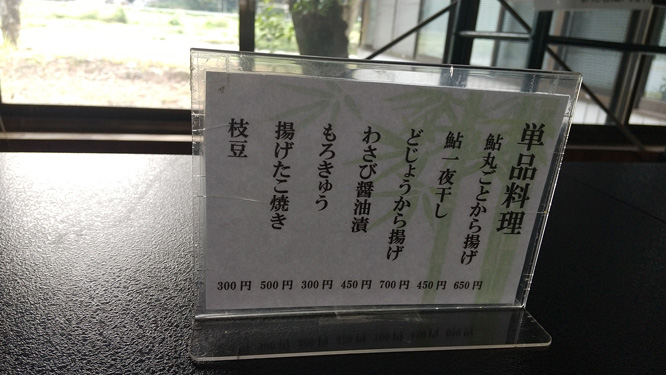 単品料理
鮎丸ごとから揚げ 650円
鮎一夜干し 450円
どじょうから揚げ 700円
わさび醤油漬 450円
もろきゅう 300円
揚げたこ焼き 500円
枝豆 300円